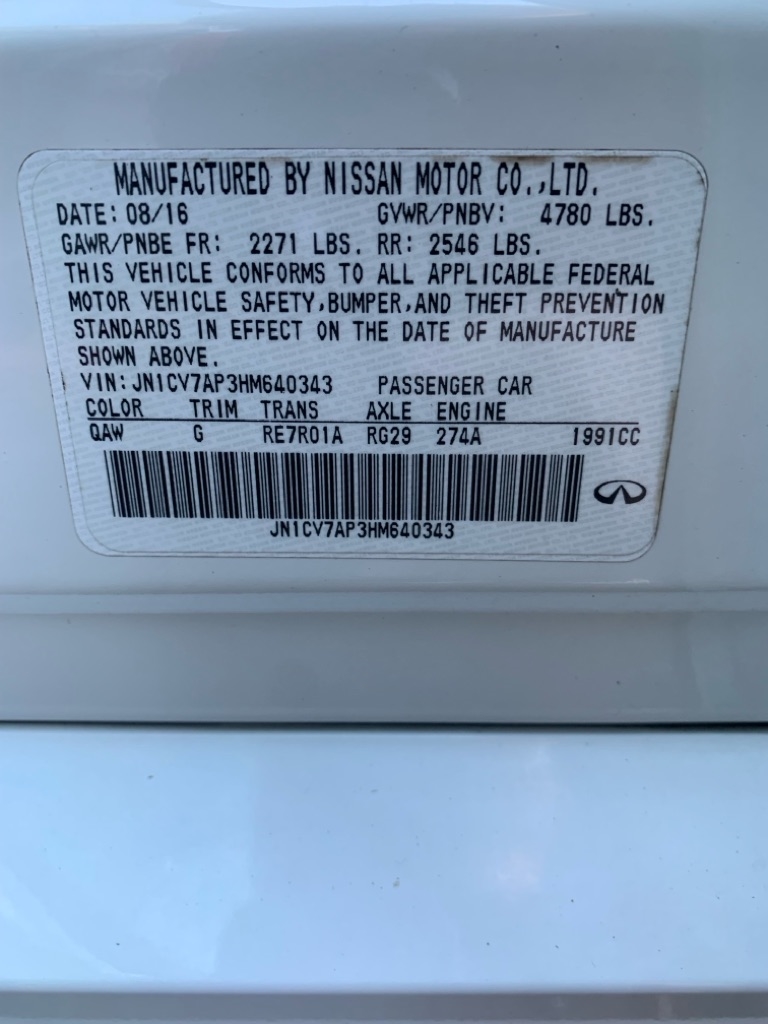 MANUFACTURED BY NISSAN MOTOR CO.,LTD.
DATE: 08/16 GVWR/PNBV: 4780 LBS.
GAWR/PNBE FR: 2271 LBS. RR: 2546 LBS.
THIS VEHICLE CONFORMS TO ALL APPLICABLE FEDERAL
MOTOR VEHICLE SAFETY,BUMPER,AND THEFT PREVENTION
STANDARDS IN EFFECT ON THE DATE OF MANUFACTURE
SHOWN ABOVE.
VIN:JN1CV7AP3HM640343 PASSENGER CAR
COLOR TRIM TRANS AXLE ENGINE
QAW G RE7R01A RG29 274A 1991CC
JN1CV7AP3HM640343